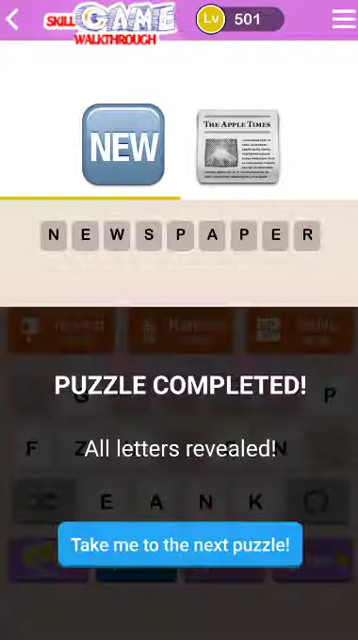 SKILL GAME
WALKTHROUGH
Lv 501
NEW
THE APPLE TIMES
N E W S P A P E R
PUZZLE COMPLETED!
G P
All letters revealed!
F Z N
E A N K
Take me to the next puzzle!